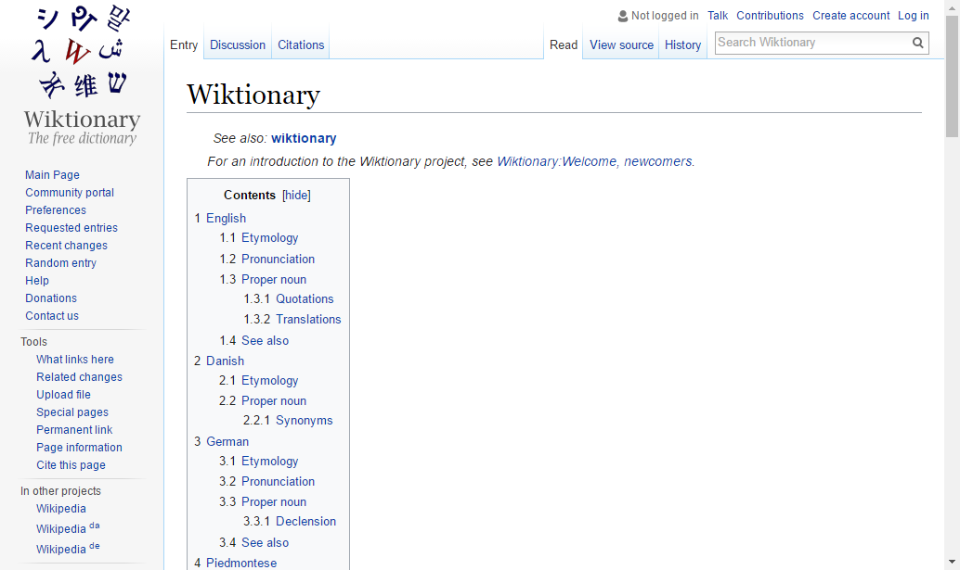 シ
말
λ
W
ش
维
ש
Wiktionary
The free dictionary
Not logged in Talk Contributions Create account Log in
Entry Discussion Citations Read View source History Search Wiktionary
Main Page
Community portal
Preferences
Requested entries
Recent changes
Random entry
Help
Donations
Contact us
Tools
What links here
Related changes
Upload file
Special pages
Permanent link
Page information
Cite this page
In other projects
Wikipedia
Wikipedia da
Wikipedia de
Wiktionary
See also: wiktionary
For an introduction to the Wiktionary project, see Wiktionary:Welcome, newcomers.
Contents [hide]
1 English
1.1 Etymology
1.2 Pronunciation
1.3 Proper noun
1.3.1 Quotations
1.3.2 Translations
1.4 See also
2 Danish
2.1 Etymology
2.2 Proper noun
2.2.1 Synonyms
3 German
3.1 Etymology
3.2 Pronunciation
3.3 Proper noun
3.3.1 Declension
3.4 See also
4 Piedmontese